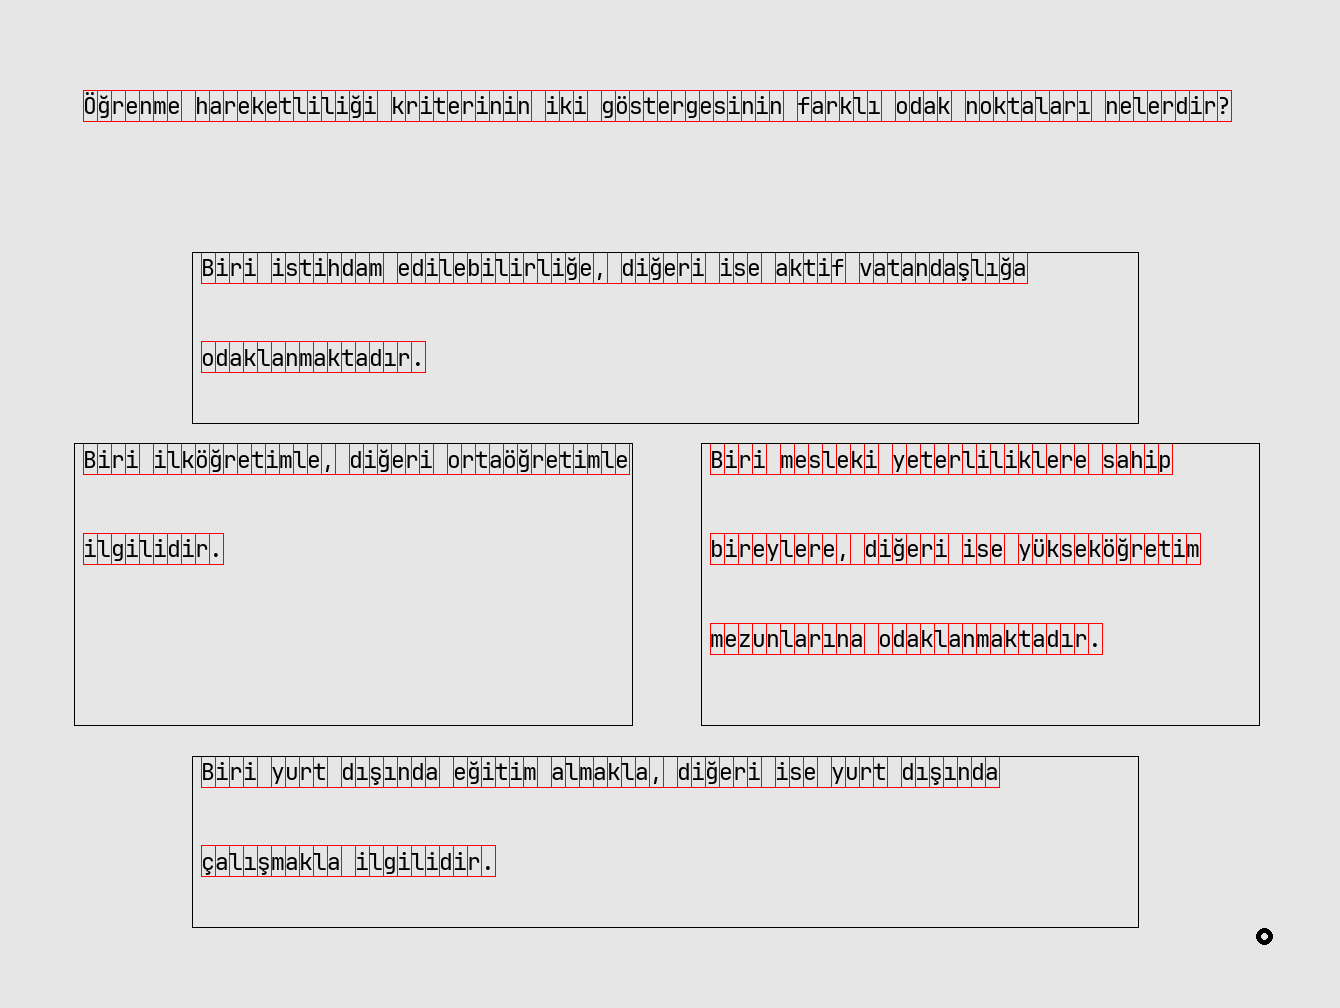 Öğrenme hareketliliği kriterinin iki göstergesinin farklı odak noktaları nelerdir?
Biri istihdam edilebilirliğe, diğeri ise aktif vatandaşlığa
odaklanmaktadır.
Biri ilköğretimle, diğeri ortaöğretimle
ilgilidir.
Biri mesleki yeterliliklere sahip
bireylere, diğeri ise yükseköğretim
mezunlarına odaklanmaktadır.
Biri yurt dışında eğitim almakla, diğeri ise yurt dışında
çalışmakla ilgilidir.